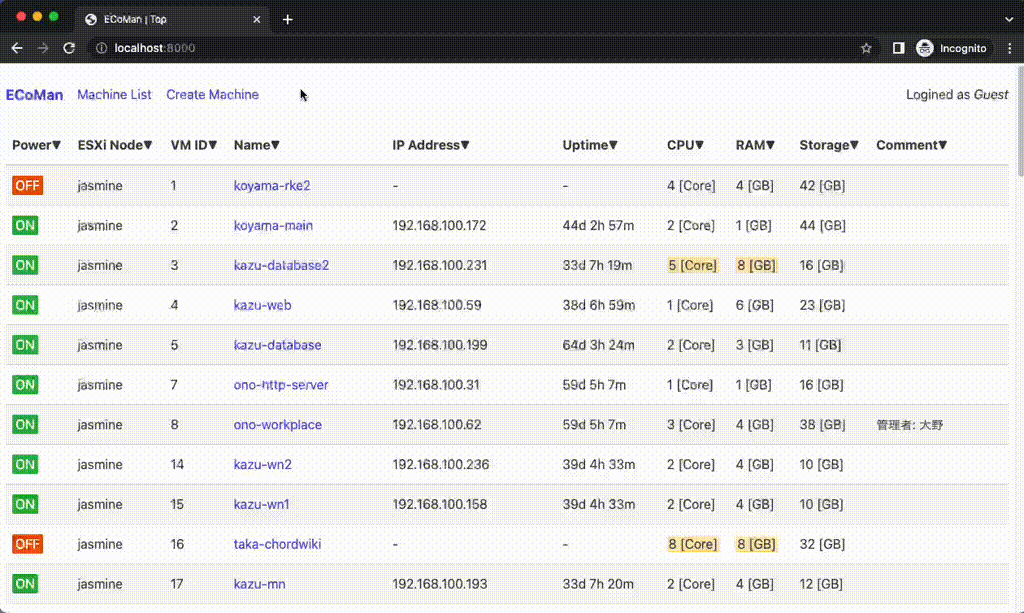 ECoMan | Top
localhost:8000
Incognito
ECoMan Machine List Create Machine Logined as Guest
Power▼ ESXi Node▼ VM ID▼ Name▼ IP Address▼ Uptime▼ CPU▼ RAM▼ Storage▼ Comment▼
OFF jasmine 1 koyama-rke2 - - 4 [Core] 4 [GB] 42 [GB]
ON jasmine 2 koyama-main 192.168.100.172 44d 2h 57m 2 [Core] 1 [GB] 44 [GB]
ON jasmine 3 kazu-database2 192.168.100.231 33d 7h 19m 5 [Core] 8 [GB] 16 [GB]
ON jasmine 4 kazu-web 192.168.100.59 38d 6h 59m 1 [Core] 6 [GB] 23 [GB]
ON jasmine 5 kazu-database 192.168.100.199 64d 3h 24m 2 [Core] 3 [GB] 11 [GB]
ON jasmine 7 ono-http-server 192.168.100.31 59d 5h 7m 1 [Core] 1 [GB] 16 [GB]
ON jasmine 8 ono-workplace 192.168.100.62 59d 5h 7m 3 [Core] 4 [GB] 38 [GB] 管理者: 大野
ON jasmine 14 kazu-wn2 192.168.100.236 39d 4h 33m 2 [Core] 4 [GB] 10 [GB]
ON jasmine 15 kazu-wn1 192.168.100.158 39d 4h 33m 2 [Core] 4 [GB] 10 [GB]
OFF jasmine 16 taka-chordwiki - - 8 [Core] 8 [GB] 32 [GB]
ON jasmine 17 kazu-mn 192.168.100.193 33d 7h 20m 2 [Core] 4 [GB] 12 [GB]